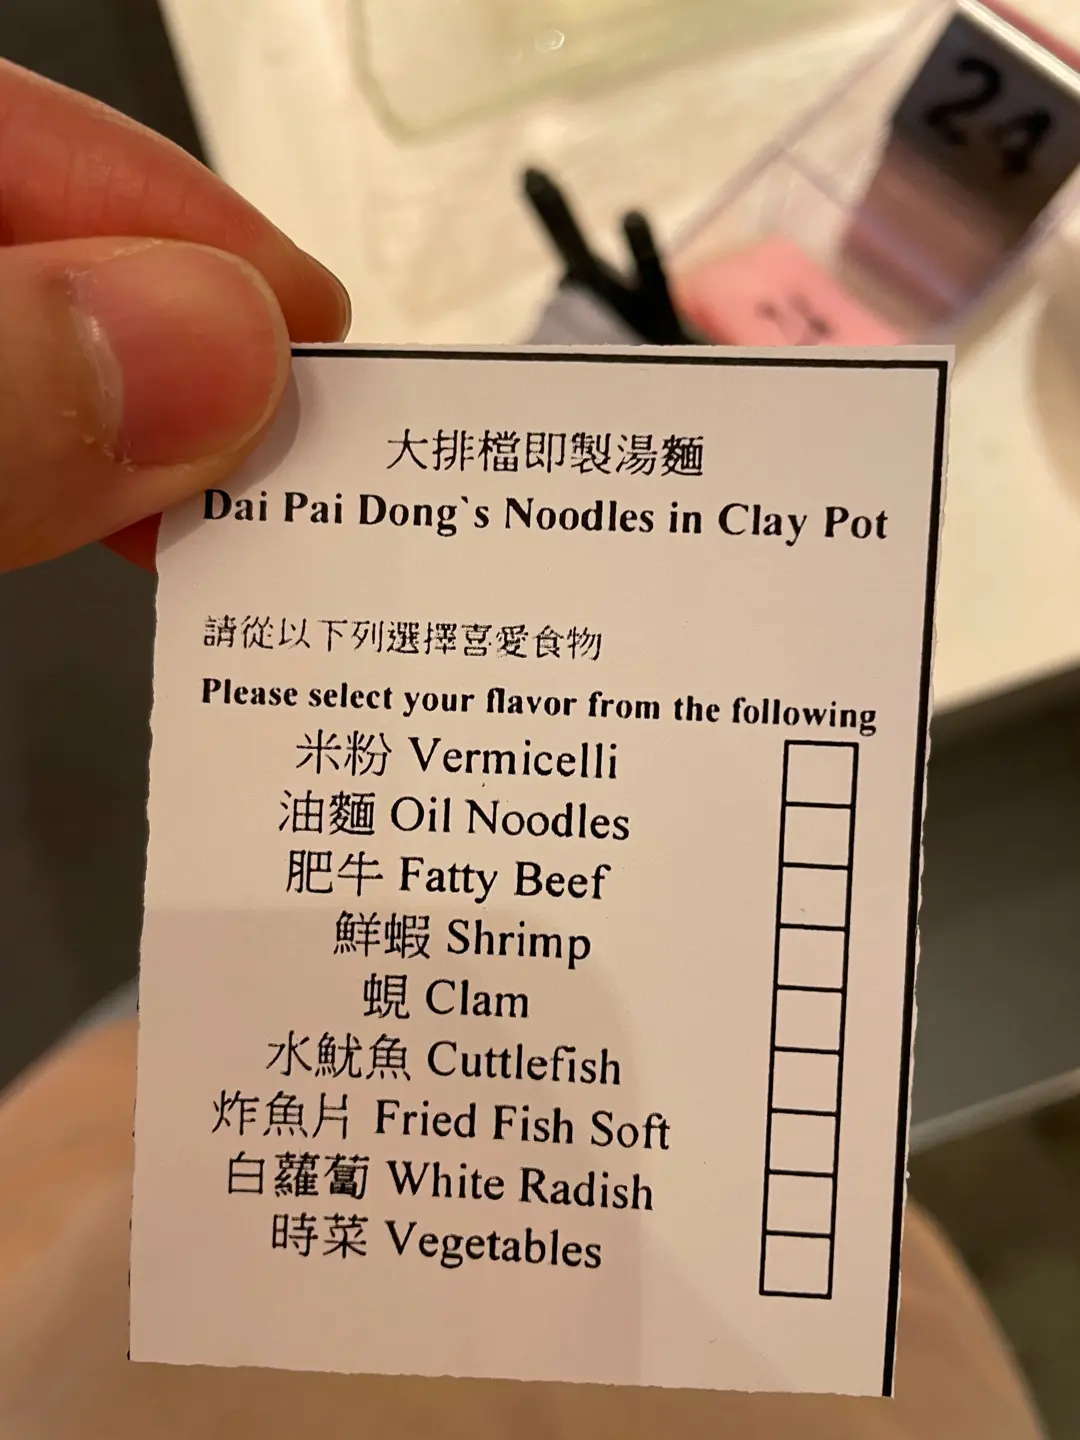 24
大排檔即製湯麵
Dai Pai Dong`s Noodles in Clay Pot
請從以下列選擇喜愛食物
Please select your flavor from the following
米粉 Vermicelli
油麵 Oil Noodles
肥牛 Fatty Beef
鮮蝦 Shrimp
蜆 Clam
水魷魚 Cuttlefish
炸魚片 Fried Fish Soft
白蘿蔔 White Radish
時菜 Vegetables